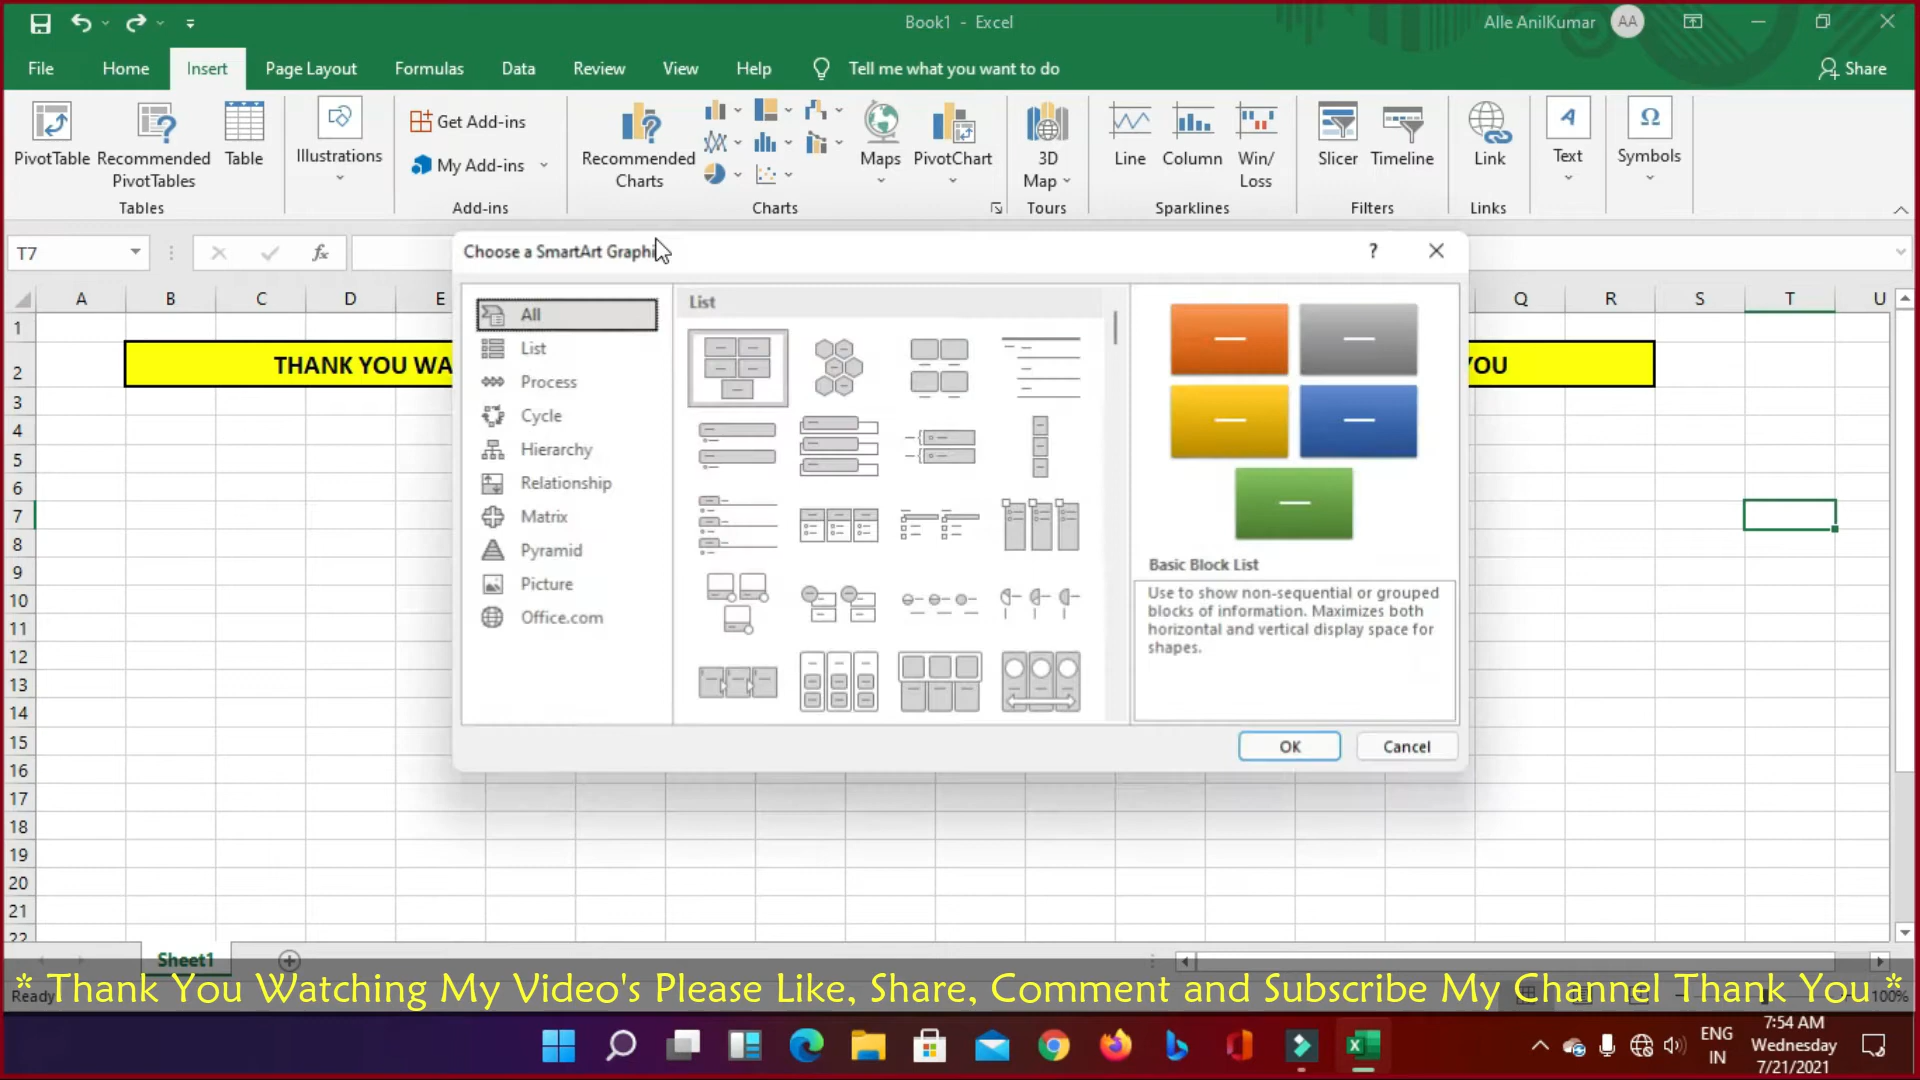 Book1 - Excel
Alle AnilKumar
AA
File
Home
Insert
Page Layout
Formulas
Data
Review
View
Help
Tell me what you want to do
Share
PivotTable
Recommended
PivotTables
Table
Illustrations
Get Add-ins
My Add-ins
Recommended
Charts
Maps
PivotChart
3D
Map
Line
Column
Win/
Loss
Slicer
Timeline
Link
Text
Symbols
Tables
Add-ins
Charts
Tours
Sparklines
Filters
Links
T7
fx
Choose a SmartArt Graphi
?
A B C D E Q R S T U
1
2
3
4
5
6
7
8
9
10
11
12
13
14
15
16
17
18
19
20
21
22
THANK YOU WA
OU
All
List
Process
Cycle
Hierarchy
Relationship
Matrix
Pyramid
Picture
Office.com
List
Basic Block List
Use to show non-sequential or grouped
blocks of information. Maximizes both
horizontal and vertical display space for
shapes.
OK
Cancel
Sheet1
Ready
100%
* Thank You Watching My Video's Please Like, Share, Comment and Subscribe My Channel Thank You *
ENG
IN
7:54 AM
Wednesday
7/21/2021